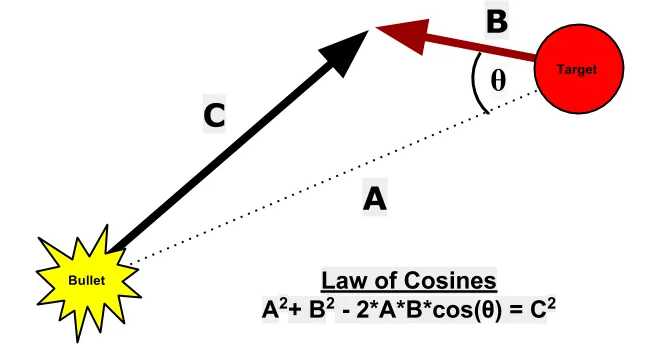 B
Target
θ
C
A
Bullet
Law of Cosines
A²+ B² - 2*A*B*cos(θ) = C²